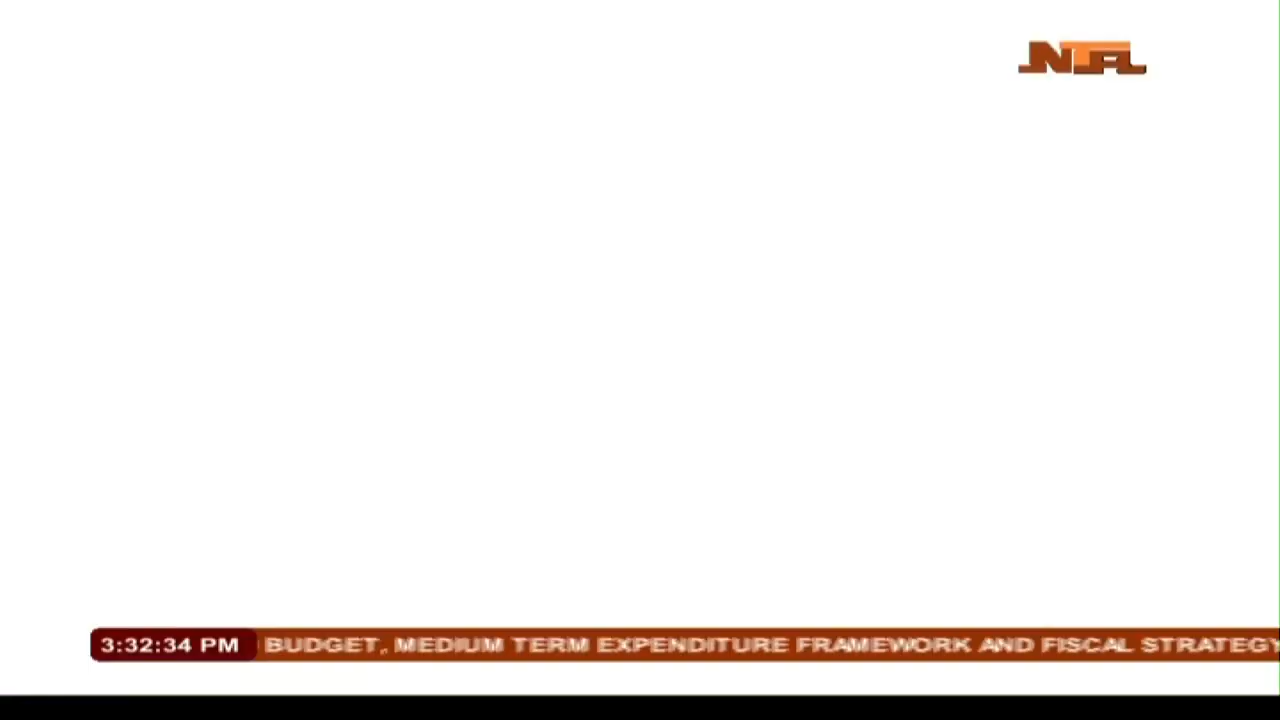 NTA
3:32:34 PM BUDGET, MEDIUM TERM EXPENDITURE FRAMEWORK AND FISCAL STRATEGY